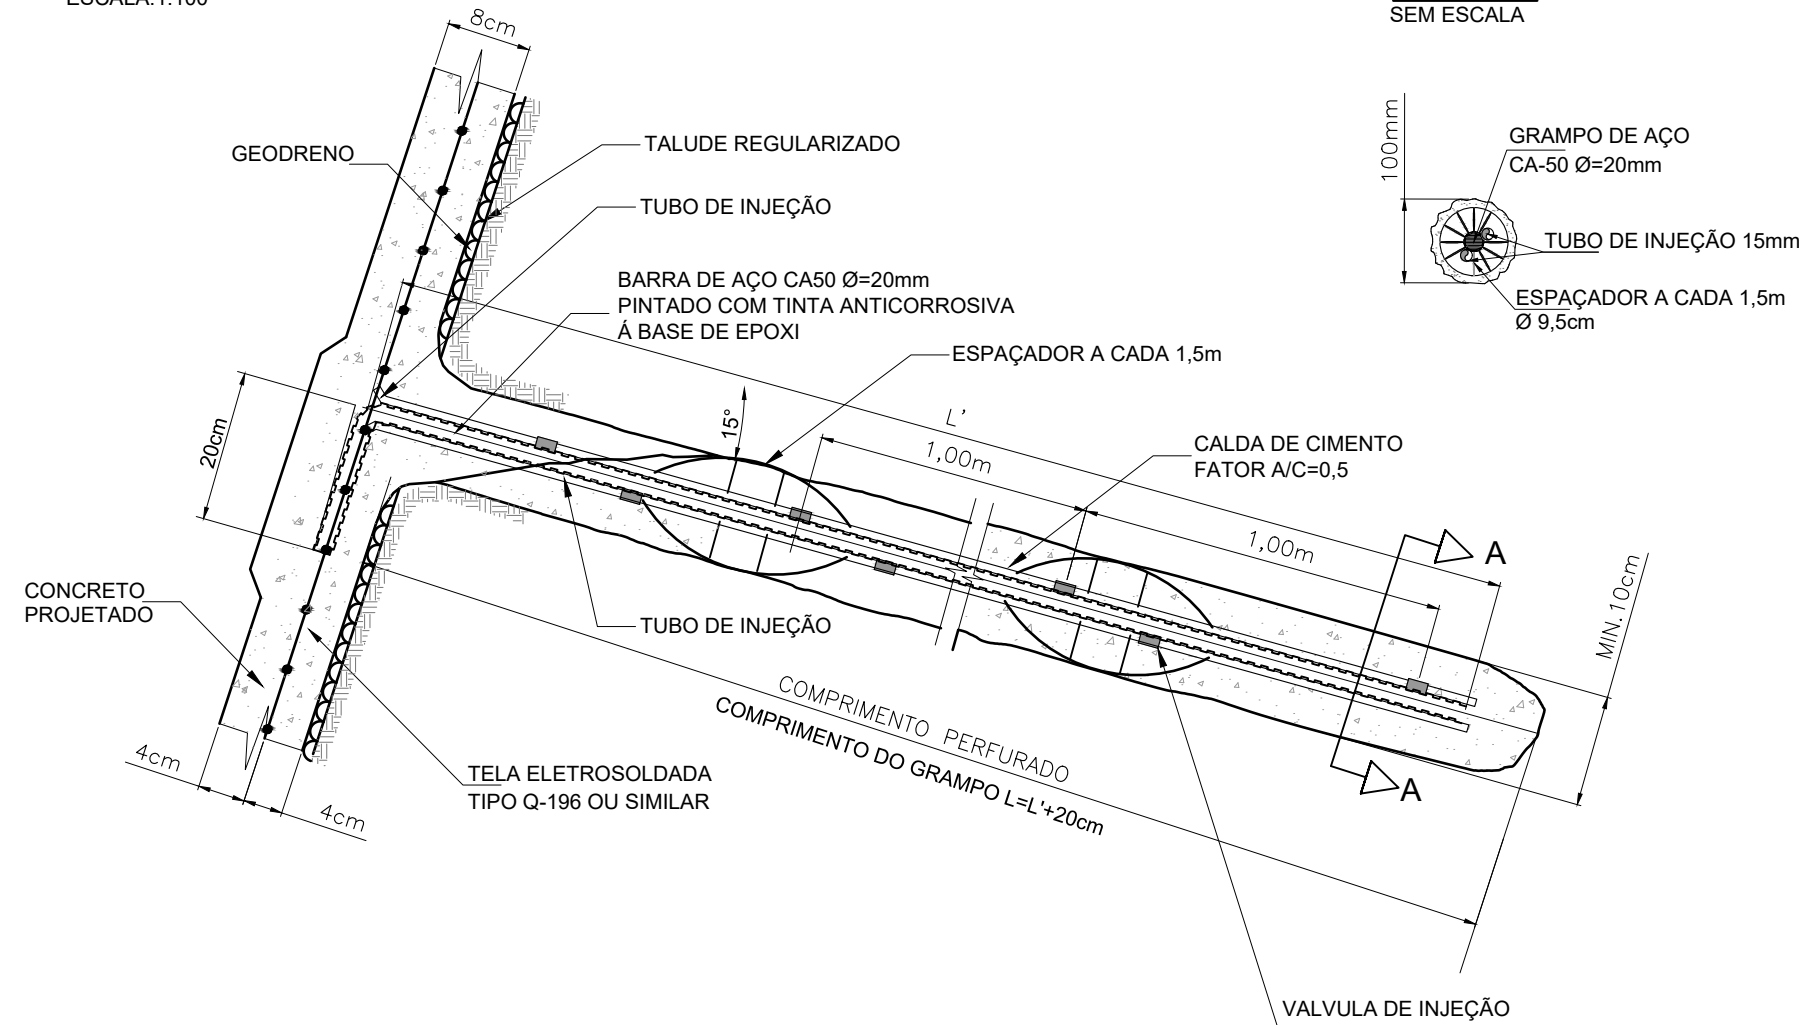 ESCALA:1:100
SEM ESCALA
8cm
GEODRENO
TALUDE REGULARIZADO
TUBO DE INJEÇÃO
BARRA DE AÇO CA50 Ø=20mm
PINTADO COM TINTA ANTICORROSIVA
Á BASE DE EPOXI
ESPAÇADOR A CADA 1,5m
100mm
GRAMPO DE AÇO
CA-50 Ø=20mm
TUBO DE INJEÇÃO 15mm
ESPAÇADOR A CADA 1,5m
Ø 9,5cm
20cm
15°
L'
1,00m
CALDA DE CIMENTO
FATOR A/C=0,5
1,00m
A
MIN.10cm
CONCRETO
PROJETADO
TUBO DE INJEÇÃO
COMPRIMENTO PERFURADO
COMPRIMENTO DO GRAMPO L=L'+20cm
A
4cm
4cm
TELA ELETROSOLDADA
TIPO Q-196 OU SIMILAR
VALVULA DE INJEÇÃO